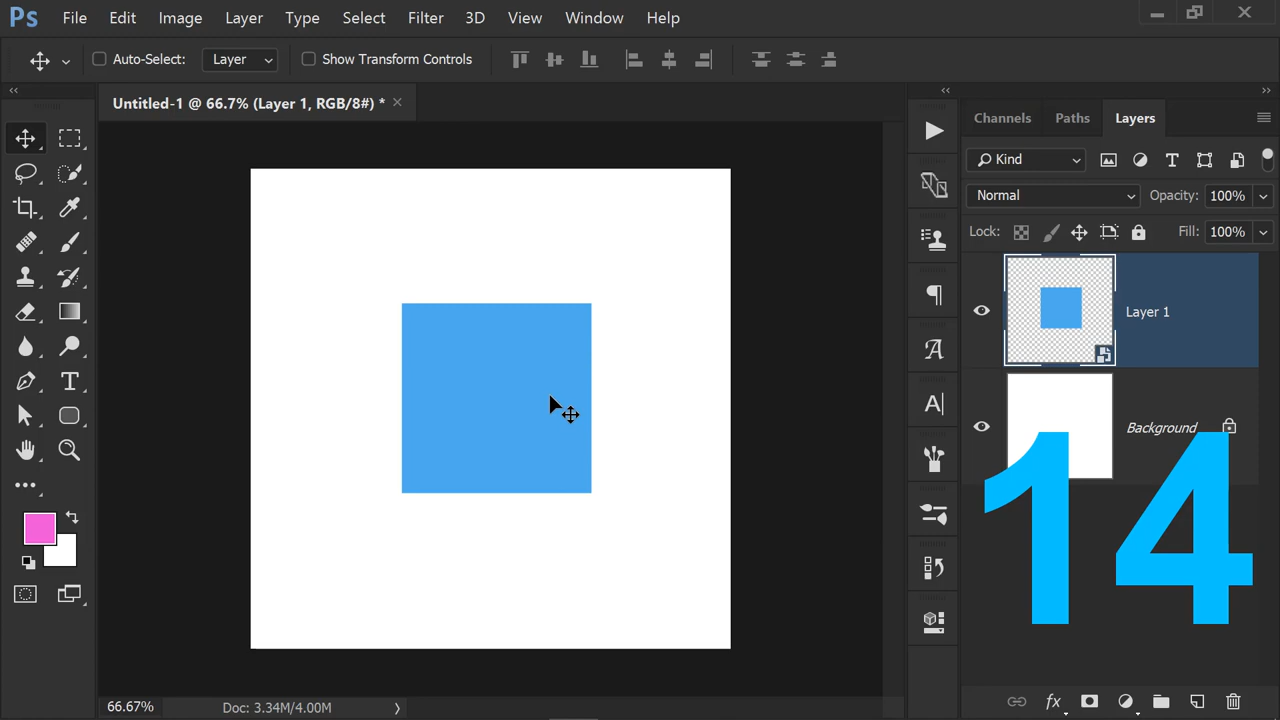 Ps File Edit Image Layer Type Select Filter 3D View Window Help
Auto-Select: Layer Show Transform Controls
Untitled-1 @ 66.7% (Layer 1, RGB/8#) * ×
Channels Paths Layers
Kind
Normal Opacity: 100%
Lock: Fill: 100%
Layer 1
Background
14
66.67% Doc: 3.34M/4.00M